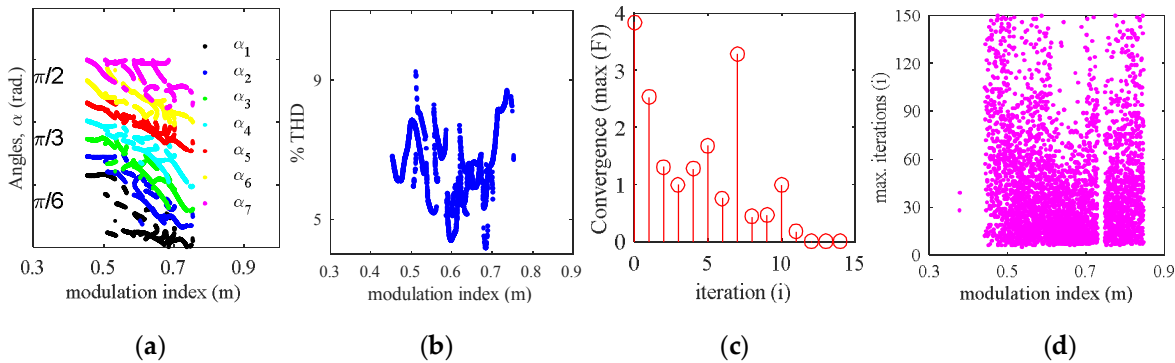 Angles, α (rad.)
π/2
π/3
π/6
α1
α2
α3
α4
α5
α6
α7
0.3 0.5 0.7 0.9
modulation index (m)
(a)
% THD
9
5
0.3 0.4 0.5 0.6 0.7 0.8 0.9
modulation index (m)
(b)
Convergence (max (F))
4
3
2
1
0
0 5 10 15
iteration (i)
(c)
max. iterations (i)
150
120
90
60
30
0
0.3 0.5 0.7 0.9
modulation index (m)
(d)